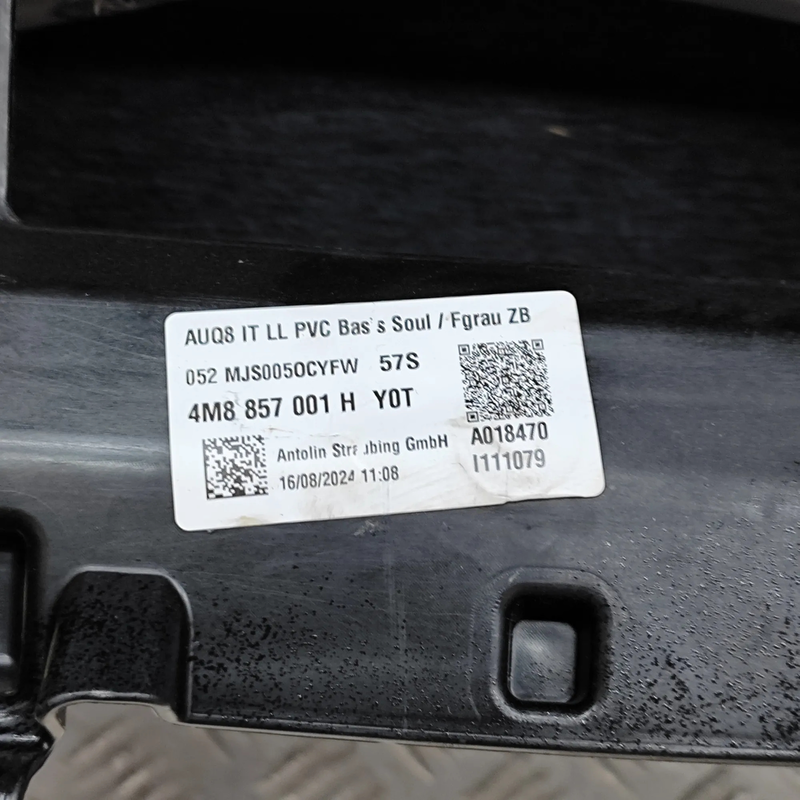 AUQ8 IT LL PVC Bas s Soul / Fgrau ZB
052 MJS005OCYFW 57S
4M8 857 001 H Y0T
A018470
Antolin Straubing GmbH
I111079
16/08/2024 11:08